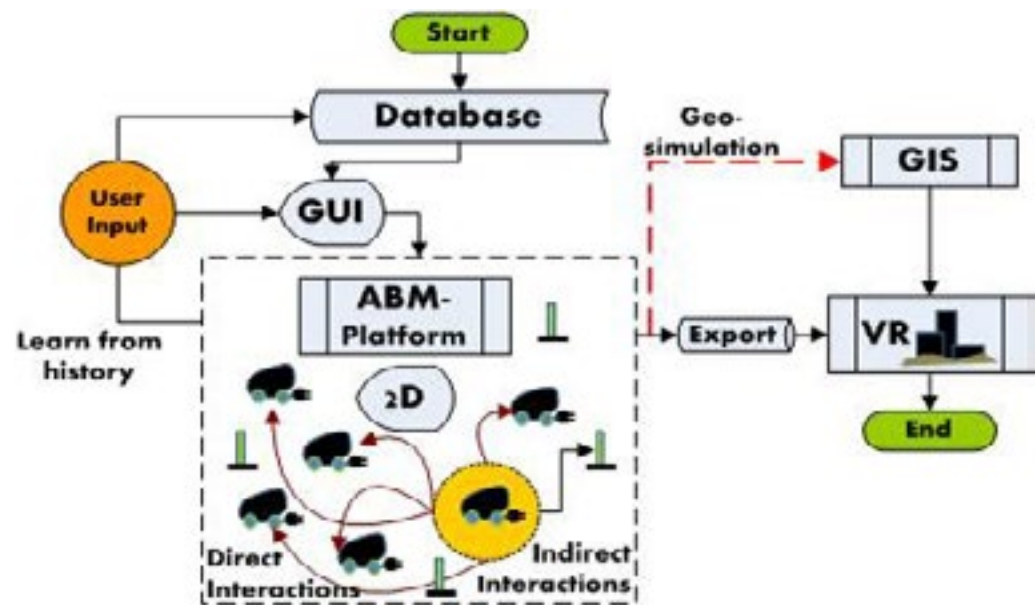 Start
Database
Geo-
simulation
GIS
User
Input
GUI
ABM-
Platform
Export
VR
Learn from
history
2D
End
Direct
Interactions
Indirect
Interactions